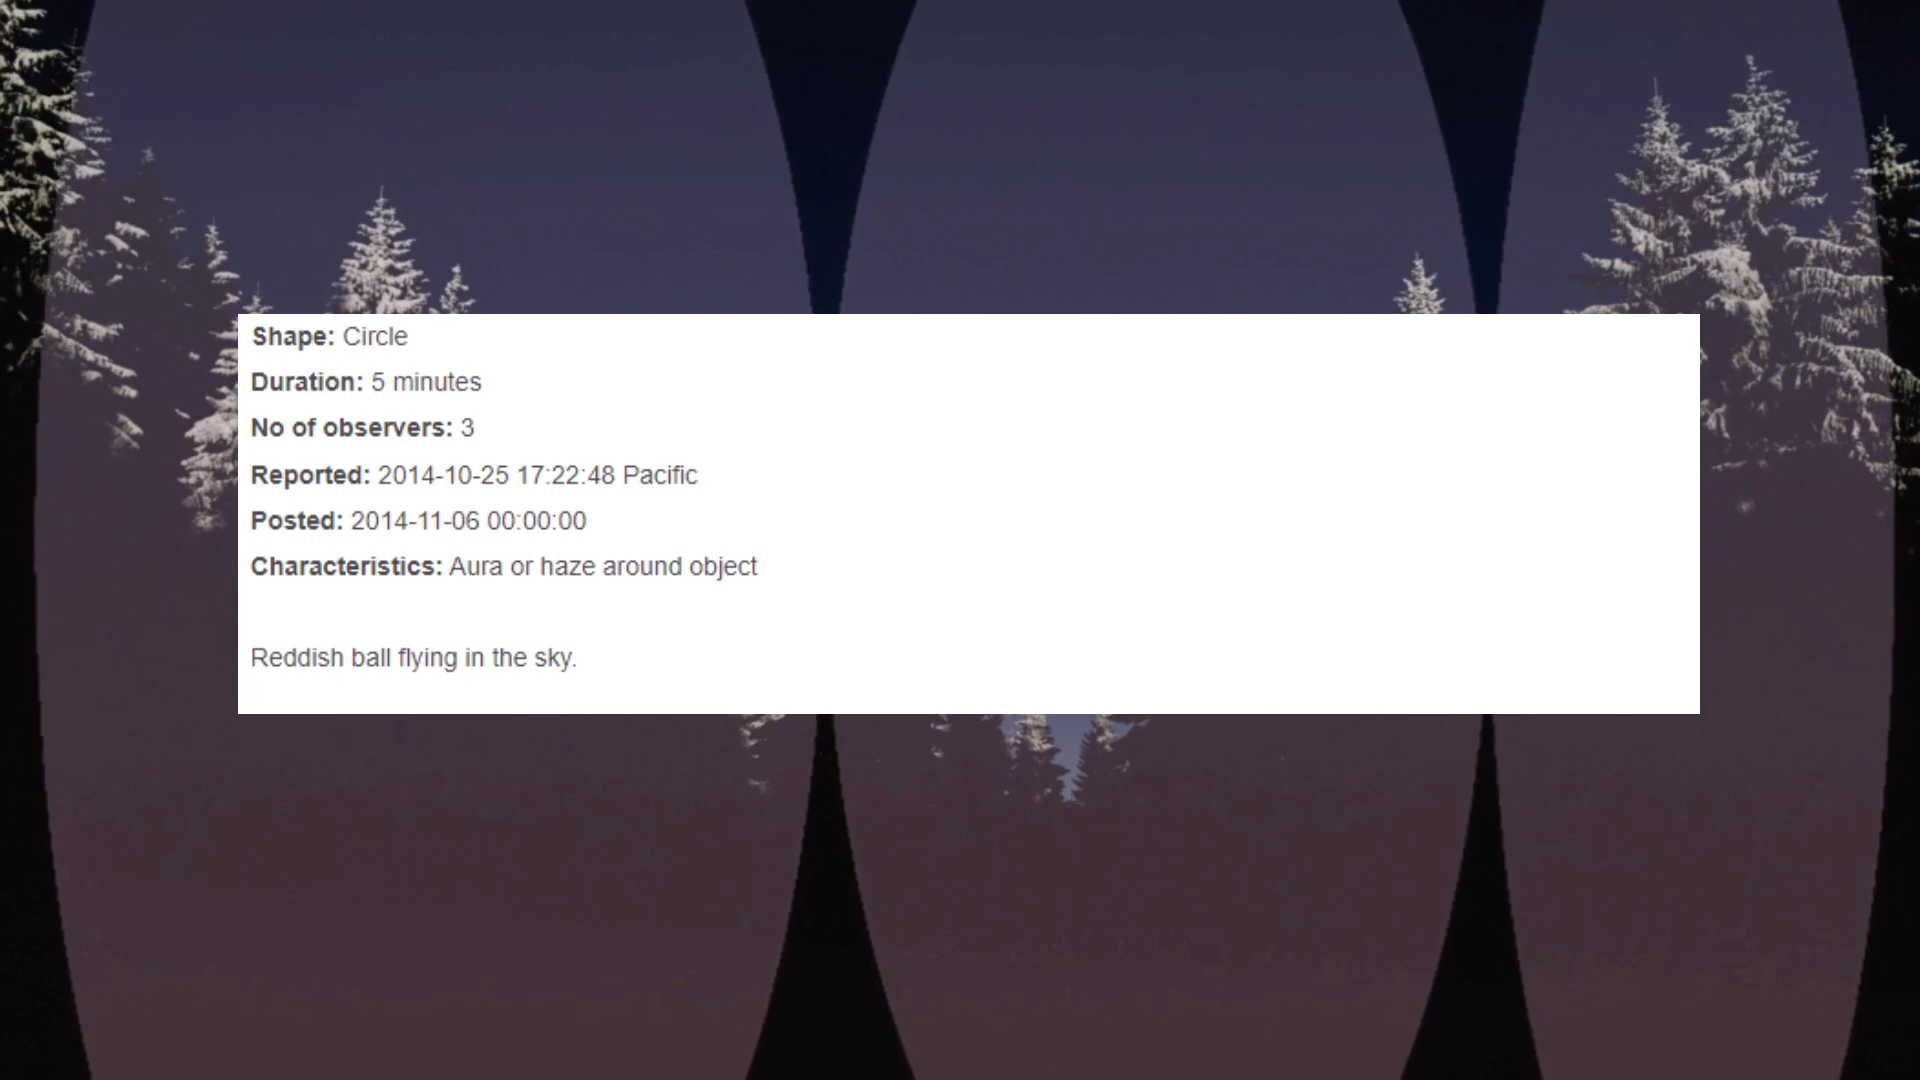 Shape: Circle
Duration: 5 minutes
No of observers: 3
Reported: 2014-10-25 17:22:48 Pacific
Posted: 2014-11-06 00:00:00
Characteristics: Aura or haze around object
Reddish ball flying in the sky.